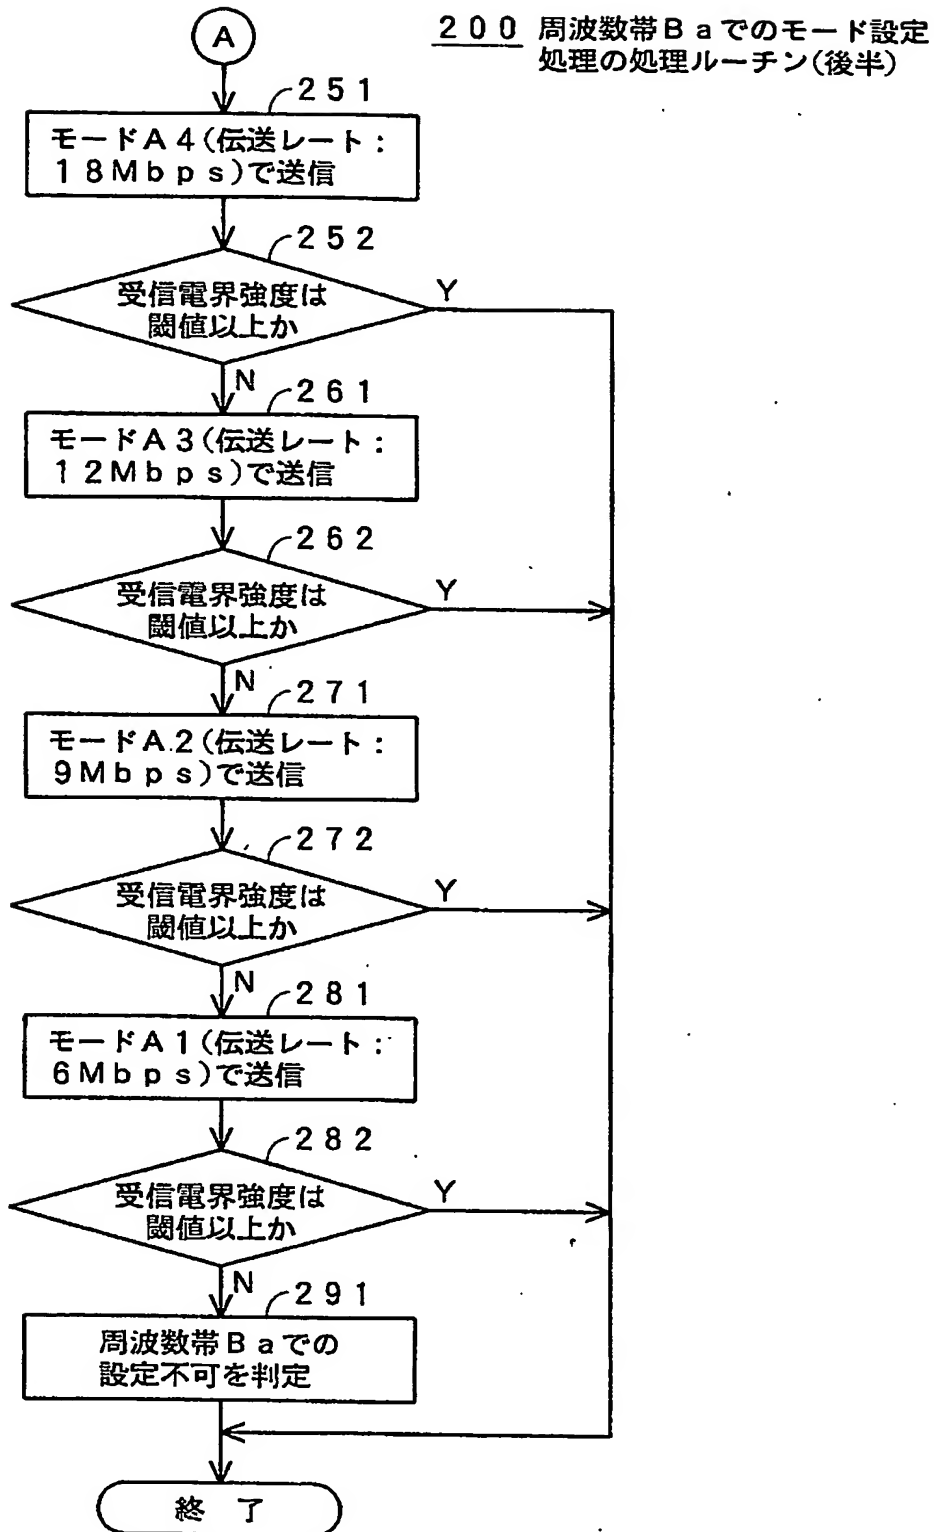 A
200 周波数帯Baでのモード設定
処理の処理ルーチン(後半)
251
モードA4(伝送レート:
18Mbps)で送信
252
受信電界強度は
閾値以上か
Y
N
261
モードA3(伝送レート:
12Mbps)で送信
262
受信電界強度は
閾値以上か
Y
N
271
モードA2(伝送レート:
9Mbps)で送信
272
受信電界強度は
閾値以上か
Y
N
281
モードA1(伝送レート:
6Mbps)で送信
282
受信電界強度は
閾値以上か
Y
N
291
周波数帯Baでの
設定不可を判定
終了